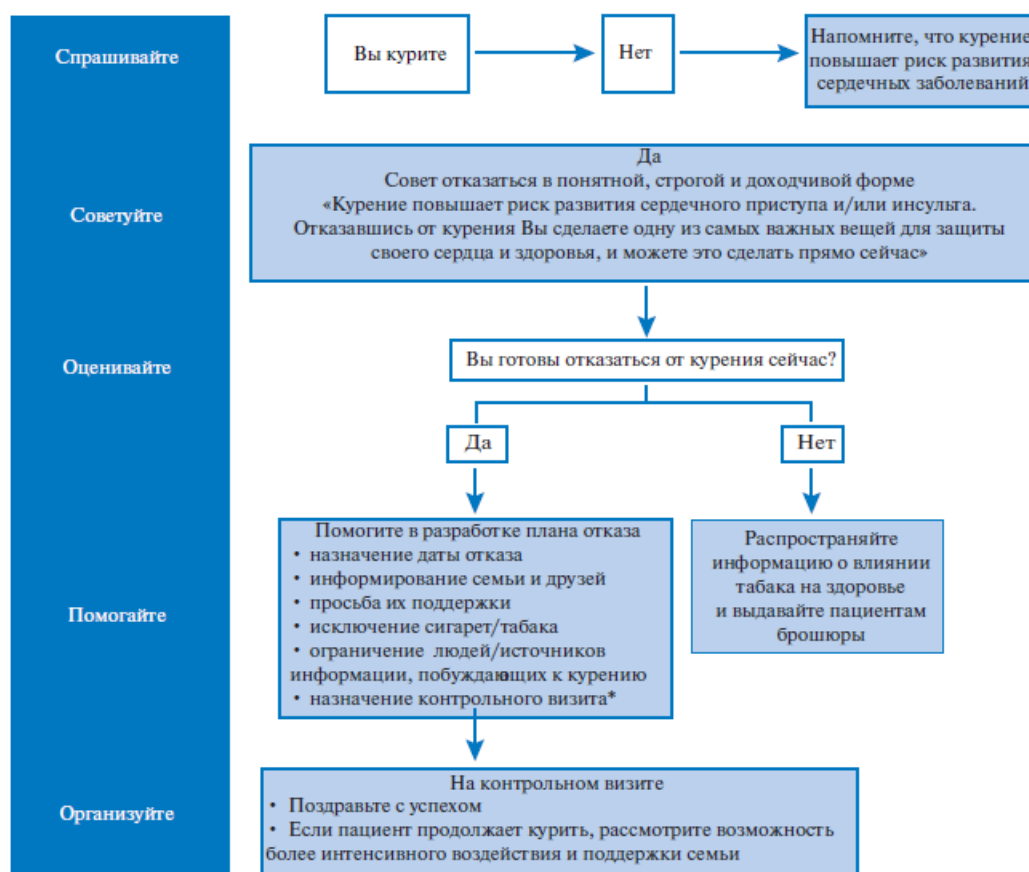 Спрашивайте
Вы курите
Нет
Напомните, что курение
повышает риск развития
сердечных заболеваний
Советуйте
Да
Совет отказаться в понятной, строгой и доходчивой форме
«Курение повышает риск развития сердечного приступа и/или инсульта.
Отказавшись от курения Вы сделаете одну из самых важных вещей для защиты
своего сердца и здоровья, и можете это сделать прямо сейчас»
Оценивайте
Вы готовы отказаться от курения сейчас?
Да
Нет
Помогайте
Помогите в разработке плана отказа
• назначение даты отказа
• информирование семьи и друзей
• просьба их поддержки
• исключение сигарет/табака
• ограничение людей/источников
информации, побуждающих к курению
• назначение контрольного визита*
Распространяйте
информацию о влиянии
табака на здоровье
и выдавайте пациентам
брошюры
Организуйте
На контрольном визите
• Поздравьте с успехом
• Если пациент продолжает курить, рассмотрите возможность
более интенсивного воздействия и поддержки семьи